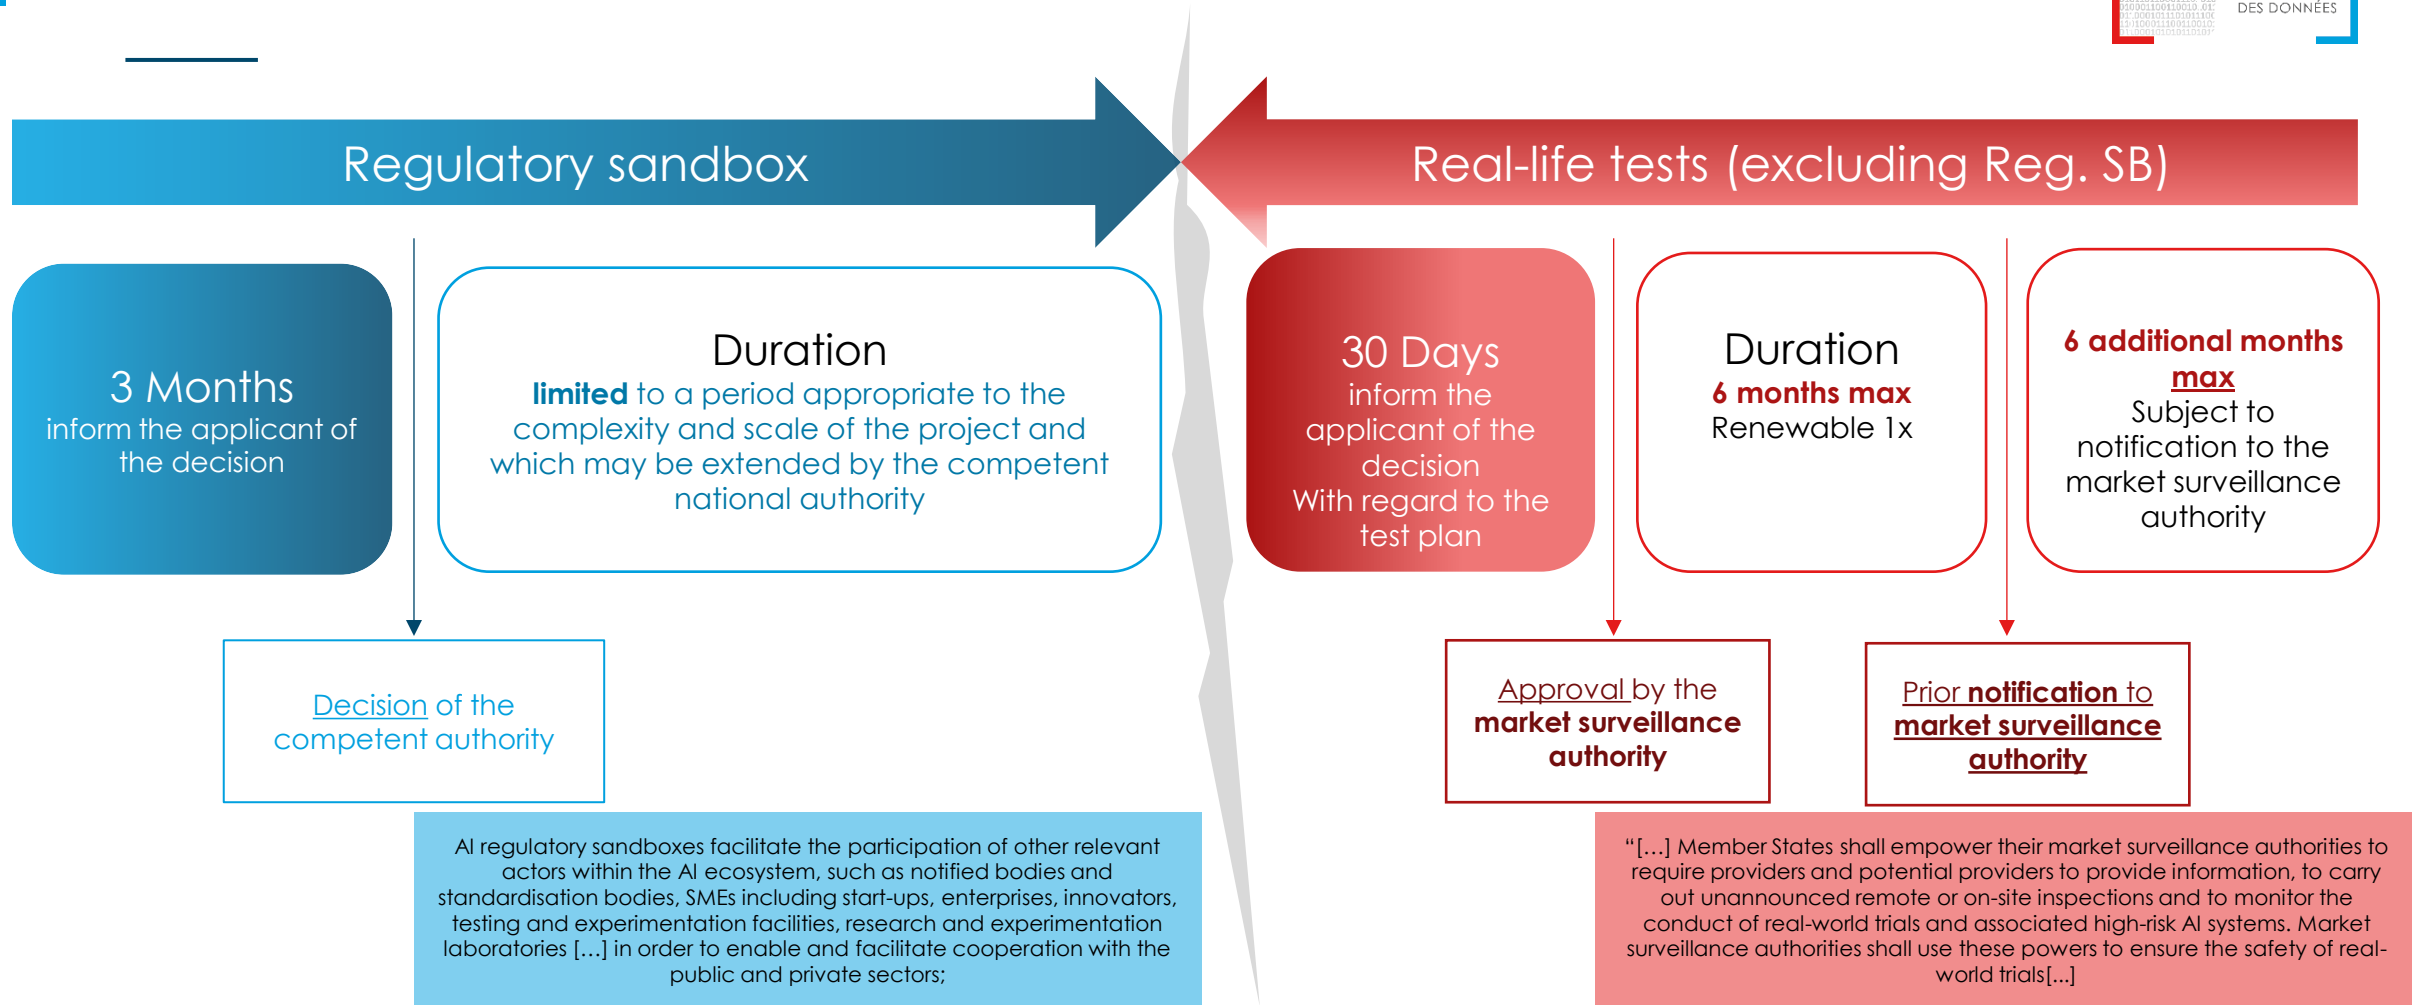 DES DONNÉES
Regulatory sandbox
Real-life tests (excluding Reg. SB)
3 Months
inform the applicant of
the decision
Duration
limited to a period appropriate to the
complexity and scale of the project and
which may be extended by the competent
national authority
30 Days
inform the
applicant of the
decision
With regard to the
test plan
Duration
6 months max
Renewable 1x
6 additional months
max
Subject to
notification to the
market surveillance
authority
Decision of the
competent authority
Approval by the
market surveillance
authority
Prior notification to
market surveillance
authority
AI regulatory sandboxes facilitate the participation of other relevant
actors within the AI ecosystem, such as notified bodies and
standardisation bodies, SMEs including start-ups, enterprises, innovators,
testing and experimentation facilities, research and experimentation
laboratories […] in order to enable and facilitate cooperation with the
public and private sectors;
“[…] Member States shall empower their market surveillance authorities to
require providers and potential providers to provide information, to carry
out unannounced remote or on-site inspections and to monitor the
conduct of real-world trials and associated high-risk AI systems. Market
surveillance authorities shall use these powers to ensure the safety of real-
world trials[...]